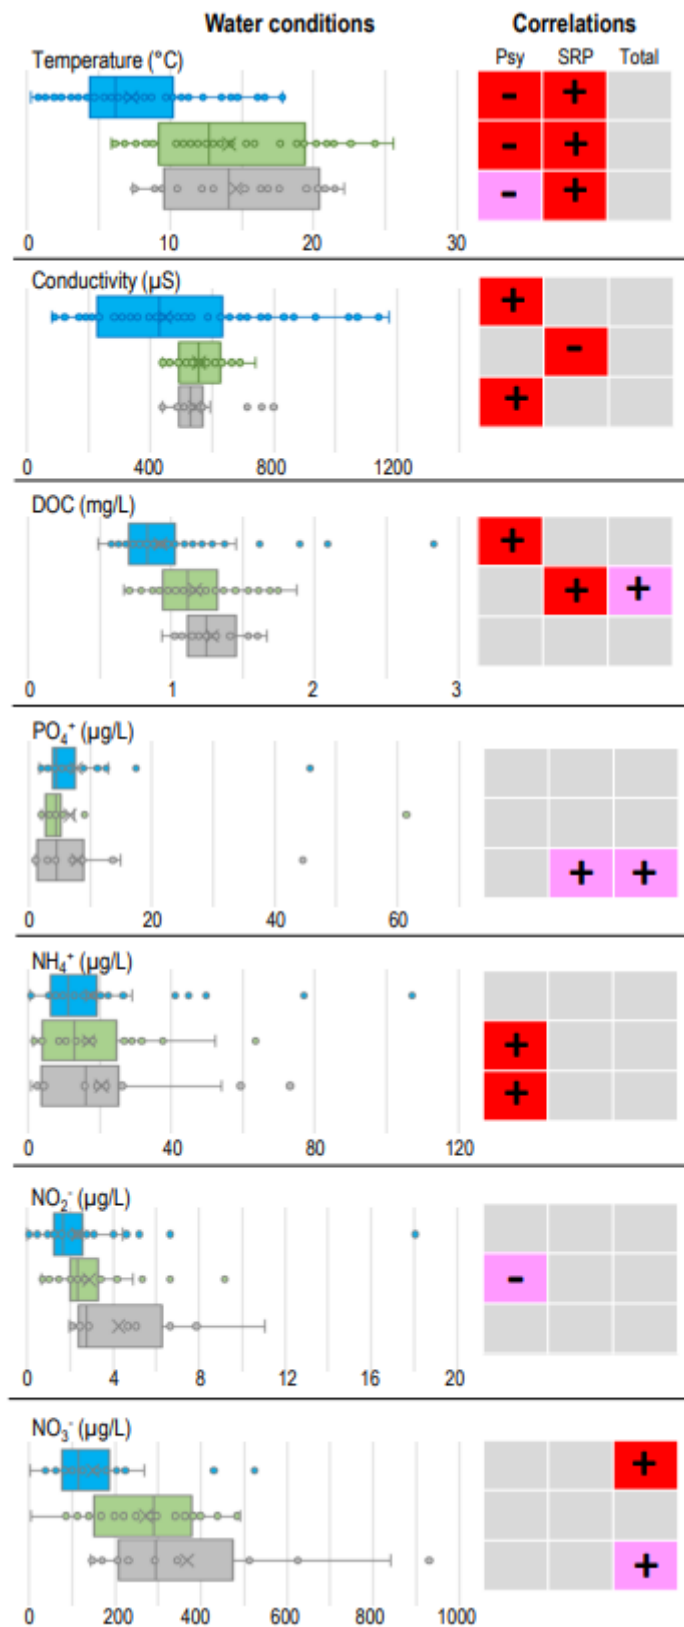 Water conditions Correlations
Temperature (°C) Psy SRP Total
- +
- +
- +
0 10 20 30
Conductivity (µS)
+
-
+
0 400 800 1200
DOC (mg/L)
+
+ +
0 1 2 3
PO₄⁺ (µg/L)
+ +
0 20 40 60
NH₄⁺ (µg/L)
+
+
0 40 80 120
NO₂⁻ (µg/L)
-
0 4 8 12 16 20
NO₃⁻ (µg/L)
+
+
0 200 400 600 800 1000